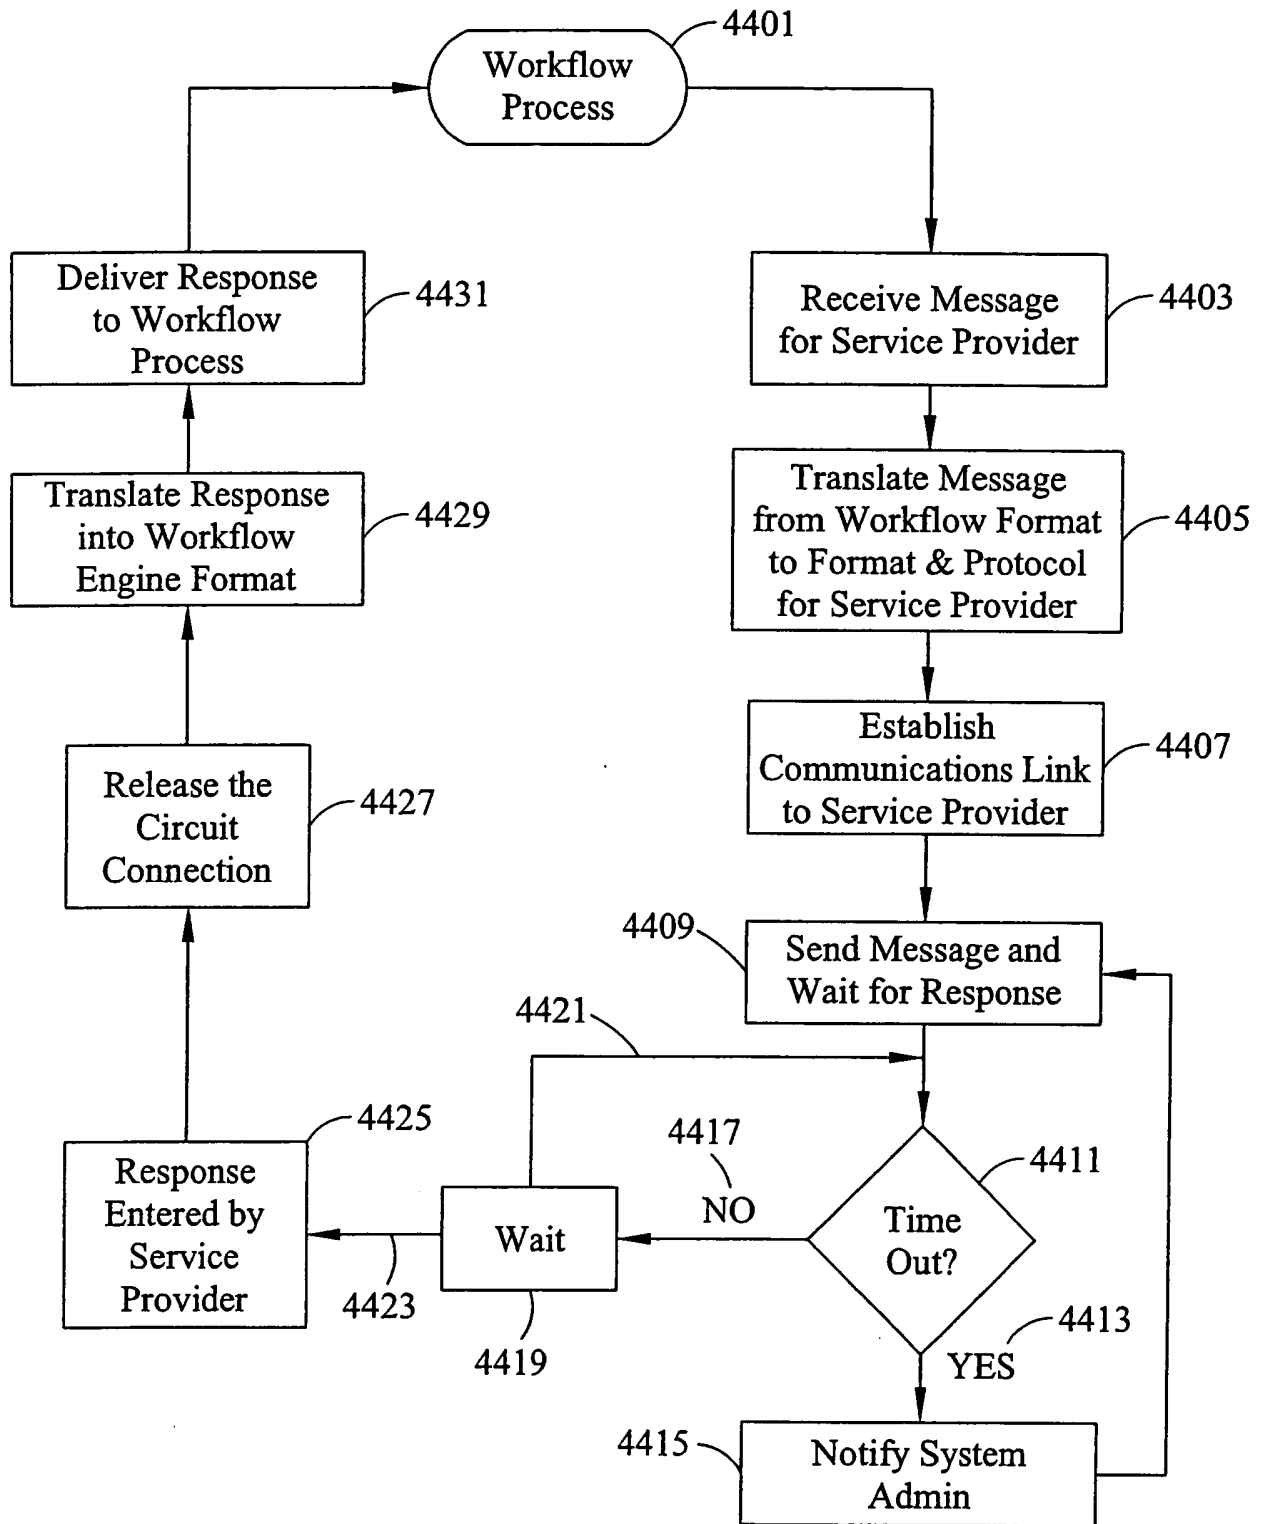 4401
Workflow
Process
Deliver Response
to Workflow
Process
4431
Receive Message
for Service Provider
4403
Translate Response
into Workflow
Engine Format
4429
Translate Message
from Workflow Format
to Format & Protocol
for Service Provider
4405
Establish
Communications Link
to Service Provider
4407
Release the
Circuit
Connection
4427
4409
Send Message and
Wait for Response
4421
4425
Response
Entered by
Service
Provider
4423
Wait
4419
4417
NO
Time
Out?
4411
4413
YES
4415
Notify System
Admin